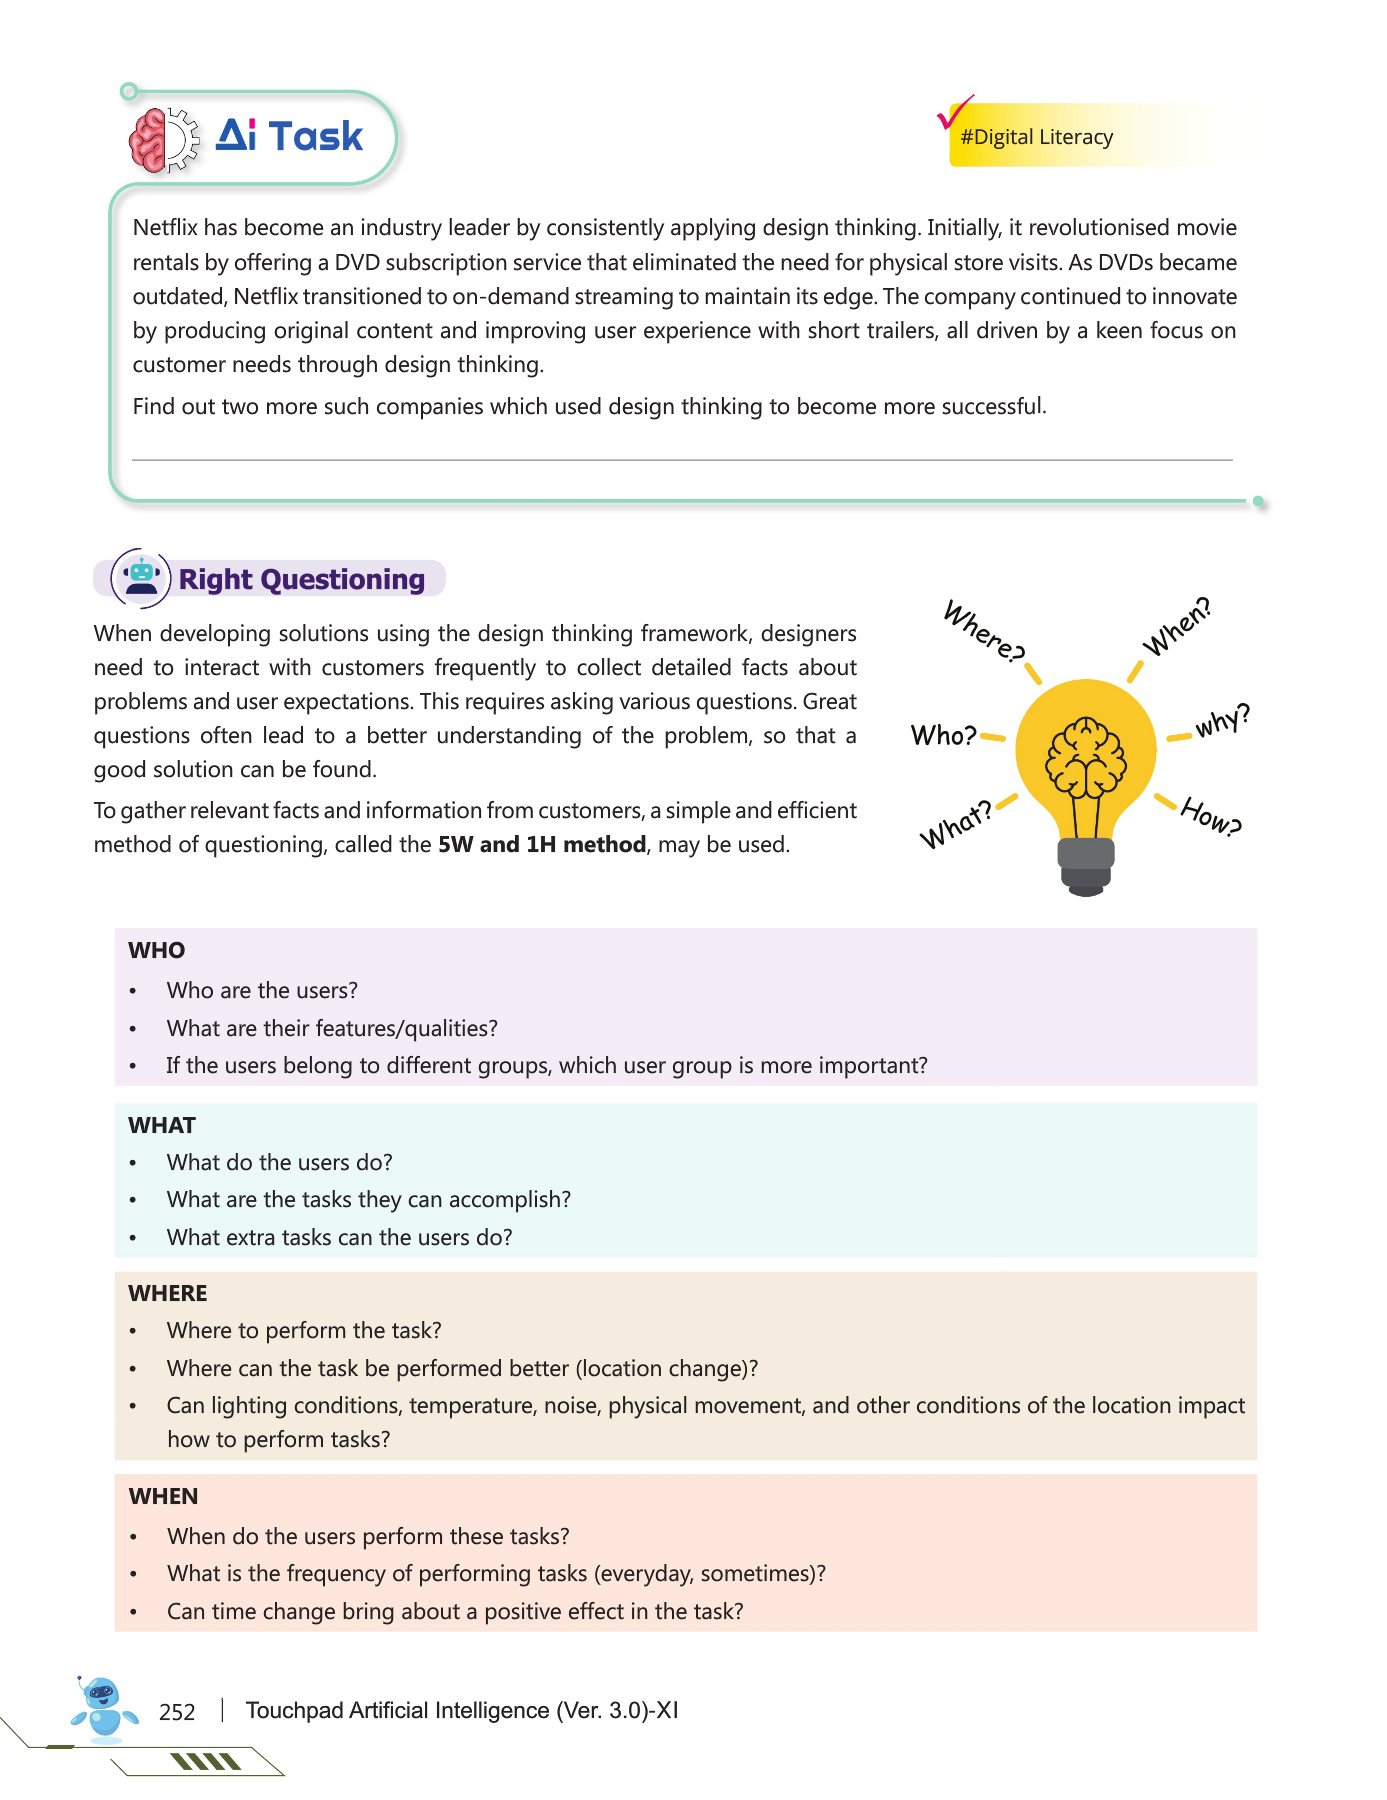 Ai Task
#Digital Literacy
Netflix has become an industry leader by consistently applying design thinking. Initially, it revolutionised movie
rentals by offering a DVD subscription service that eliminated the need for physical store visits. As DVDs became
outdated, Netflix transitioned to on-demand streaming to maintain its edge. The company continued to innovate
by producing original content and improving user experience with short trailers, all driven by a keen focus on
customer needs through design thinking.
Find out two more such companies which used design thinking to become more successful.
Right Questioning
When developing solutions using the design thinking framework, designers
need to interact with customers frequently to collect detailed facts about
problems and user expectations. This requires asking various questions. Great
questions often lead to a better understanding of the problem, so that a
good solution can be found.
To gather relevant facts and information from customers, a simple and efficient
method of questioning, called the 5W and 1H method, may be used.
Where?
When?
Who?
why?
What?
How?
WHO
• Who are the users?
• What are their features/qualities?
• If the users belong to different groups, which user group is more important?
WHAT
• What do the users do?
• What are the tasks they can accomplish?
• What extra tasks can the users do?
WHERE
• Where to perform the task?
• Where can the task be performed better (location change)?
• Can lighting conditions, temperature, noise, physical movement, and other conditions of the location impact
how to perform tasks?
WHEN
• When do the users perform these tasks?
• What is the frequency of performing tasks (everyday, sometimes)?
• Can time change bring about a positive effect in the task?
252 | Touchpad Artificial Intelligence (Ver. 3.0)-XI